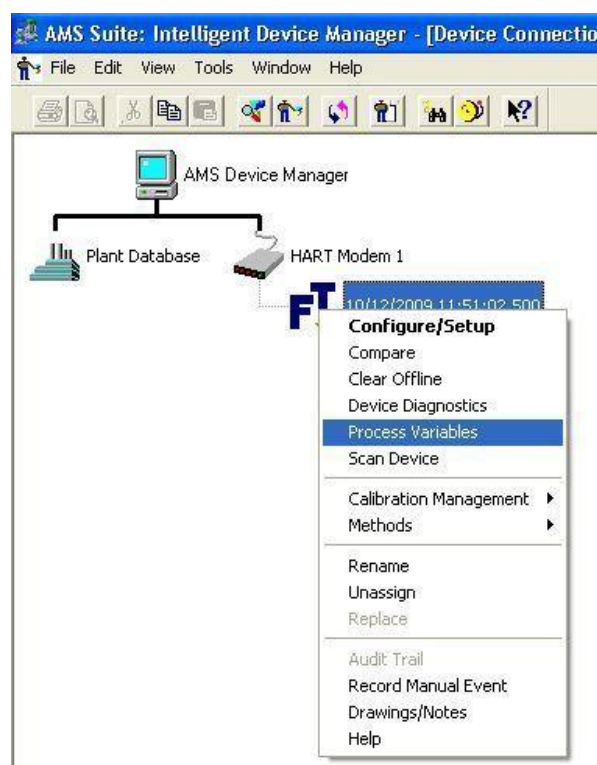 AMS Suite: Intelligent Device Manager - [Device Connectio
File Edit View Tools Window Help
AMS Device Manager
Plant Database
HART Modem 1
FT
10/12/2009 11:51:02.500
Configure/Setup
Compare
Clear Offline
Device Diagnostics
Process Variables
Scan Device
Calibration Management
Methods
Rename
Unassign
Replace
Audit Trail
Record Manual Event
Drawings/Notes
Help